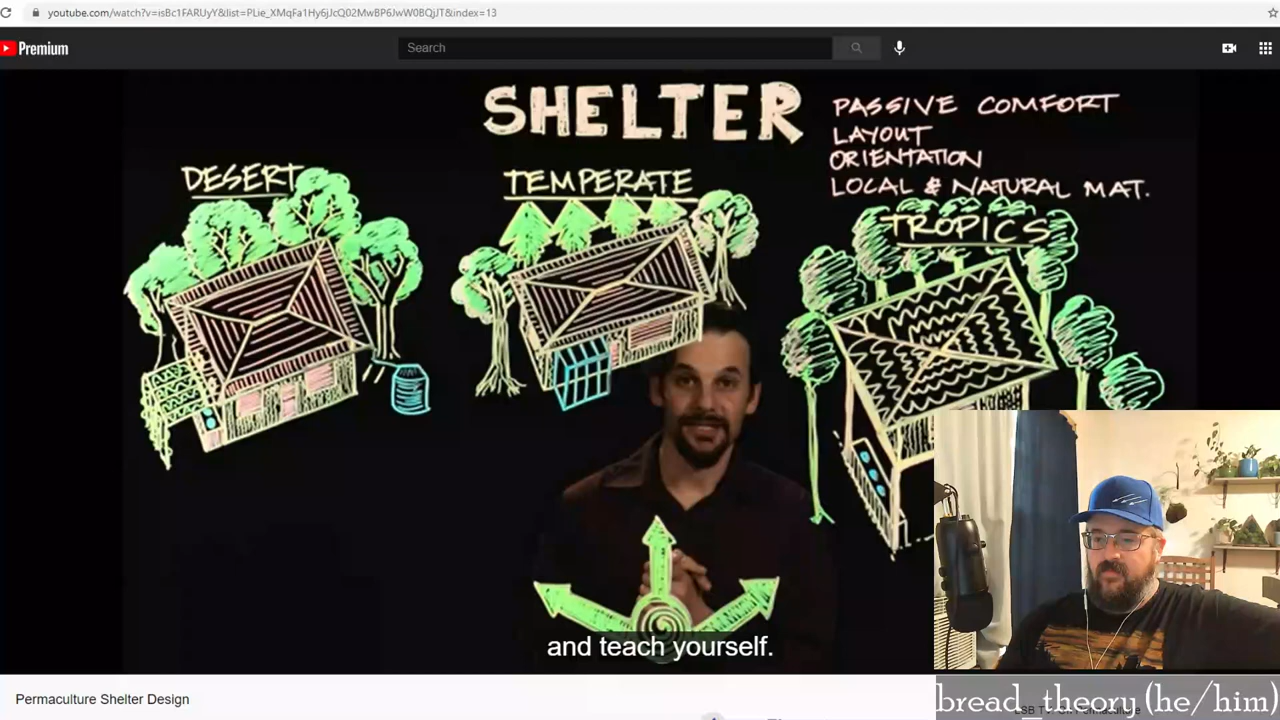 youtube.com/watch?v=isBc1FARUyY&list=PLie_XMqFa1Hy6jJcQ02MwBP6JwW0BQjJT&index=13
Premium
Search
SHELTER
PASSIVE COMFORT
LAYOUT
ORIENTATION
LOCAL & NATURAL MAT.
DESERT
TEMPERATE
TROPICS
and teach yourself.
Permaculture Shelter Design
bread_theory (he/him)